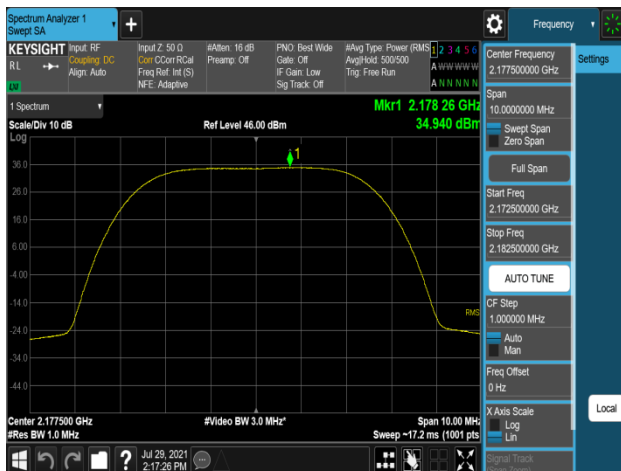 Spectrum Analyzer 1
Swept SA
+
Frequency
KEYSIGHT
RL
Input: RF
Coupling: DC
Align: Auto
Input Z: 50 Ω
Corr CCorr RCal
Freq Ref: Int (S)
NFE: Adaptive
#Atten: 16 dB
Preamp: Off
PNO: Best Wide
Gate: Off
IF Gain: Low
Sig Track: Off
#Avg Type: Power (RMS
Avg|Hold: 500/500
Trig: Free Run
1 2 3 4 5 6
A W W W W W
A N N N N N
1 Spectrum
Scale/Div 10 dB
Ref Level 46.00 dBm
Mkr1 2.178 26 GHz
34.940 dBm
Log
1
36.0
26.0
16.0
6.00
-4.00
-14.0
-24.0
-34.0
-44.0
RMS
Center 2.177500 GHz
#Res BW 1.0 MHz
#Video BW 3.0 MHz*
Span 10.00 MHz
Sweep ~17.2 ms (1001 pts
Jul 29, 2021
2:17:26 PM
Center Frequency
2.177500000 GHz
Span
10.0000000 MHz
Swept Span
Zero Span
Full Span
Start Freq
2.172500000 GHz
Stop Freq
2.182500000 GHz
AUTO TUNE
CF Step
1.000000 MHz
Auto
Man
Freq Offset
0 Hz
X Axis Scale
Log
Lin
Signal Track
Settings
Local